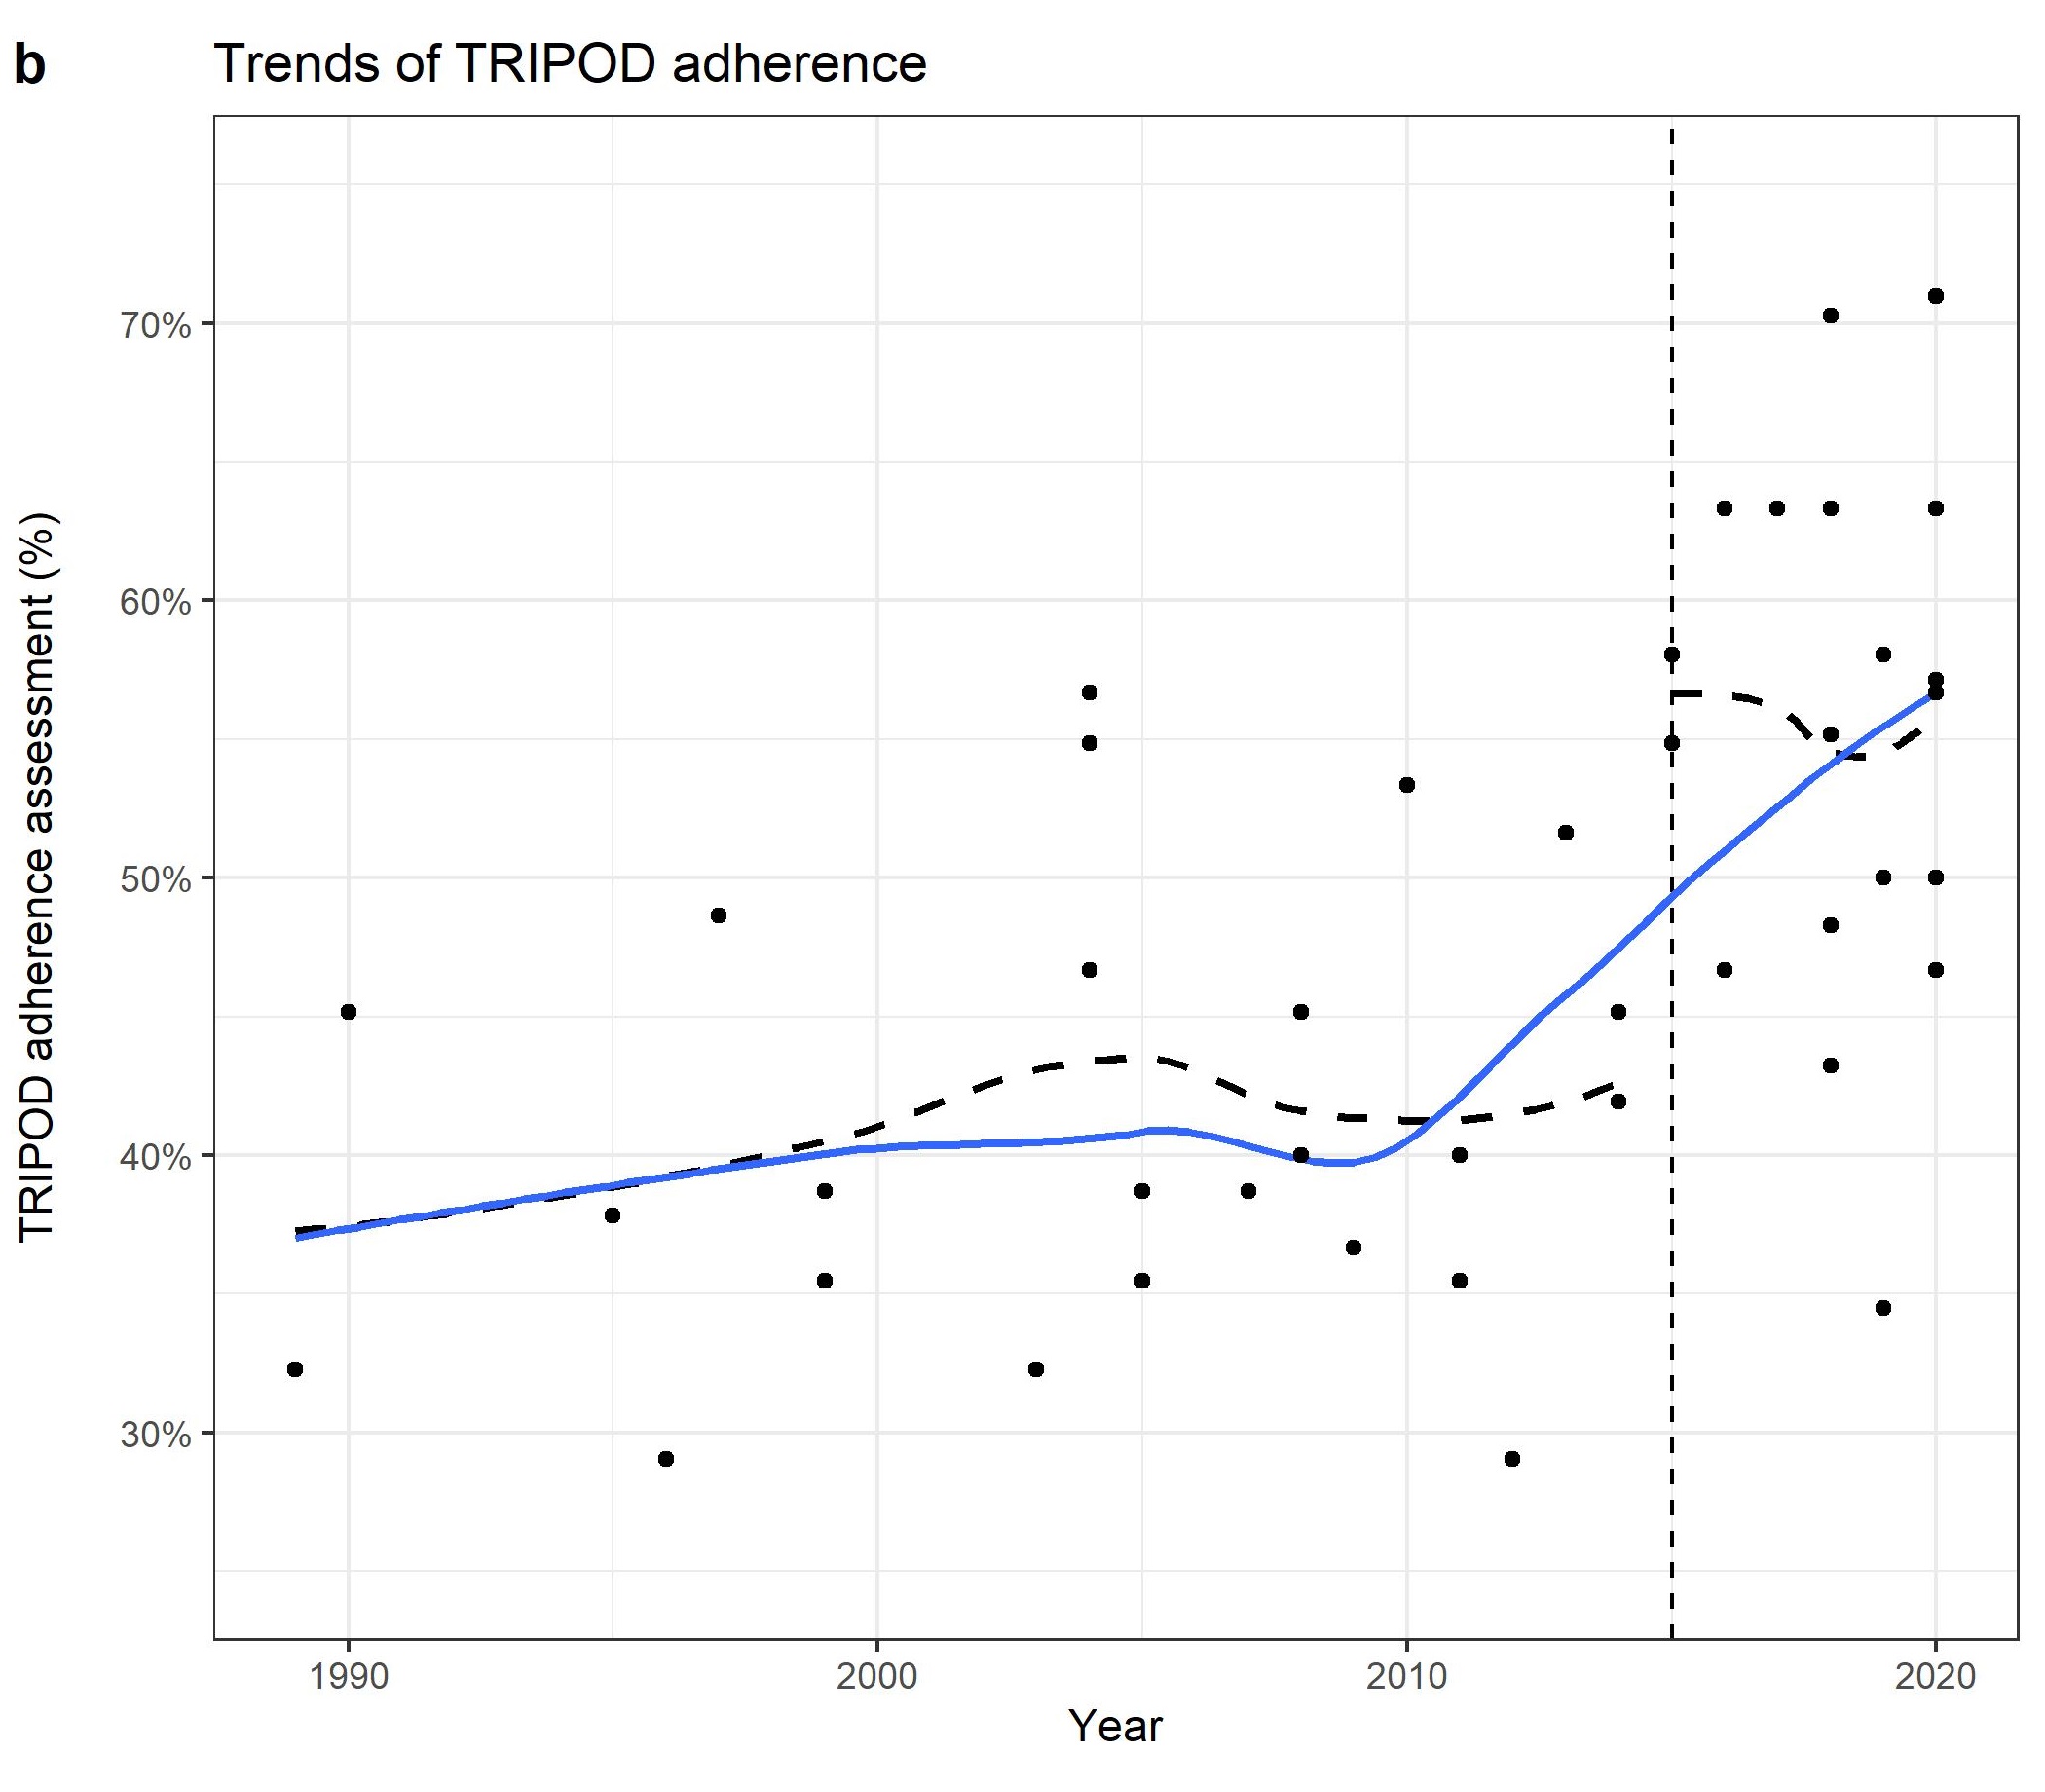 b Trends of TRIPOD adherence
TRIPOD adherence assessment (%)
70%
60%
50%
40%
30%
1990 2000 2010 2020
Year